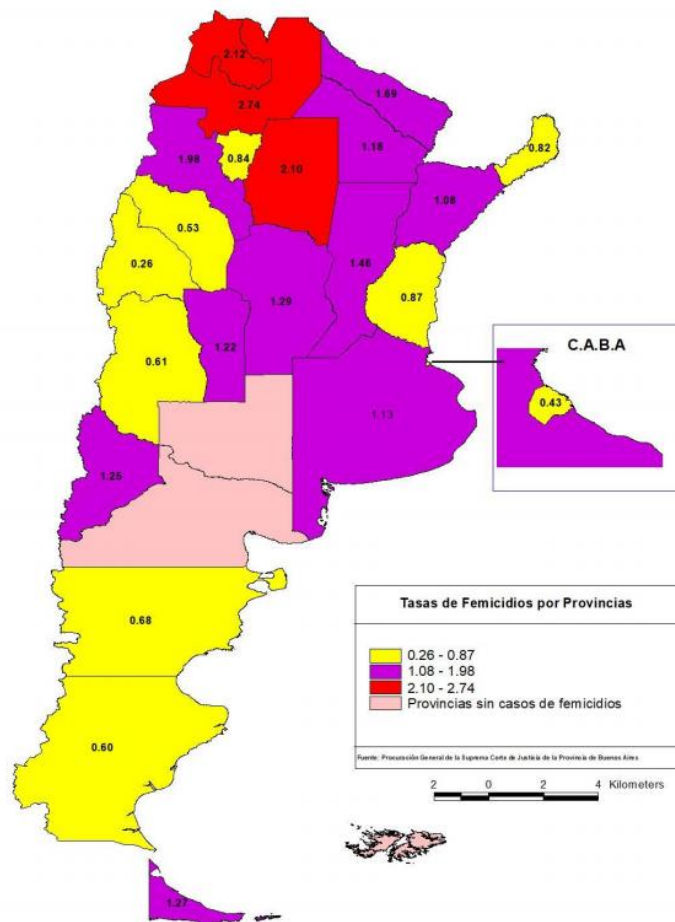 2.12
2.74
1.69
1.18
0.82
1.98
0.84
2.10
1.08
0.53
0.26
1.46
1.29
0.87
C.A.B.A
0.61
1.22
0.43
1.13
1.25
Tasas de Femicidios por Provincias
0.68
0.26 - 0.87
1.08 - 1.98
2.10 - 2.74
Provincias sin casos de femicidios
0.60
Fuente: Procuración General de la Suprema Corte de Justicia de la Provincia de Buenos Aires
2 0 2 4 Kilometers
1.27